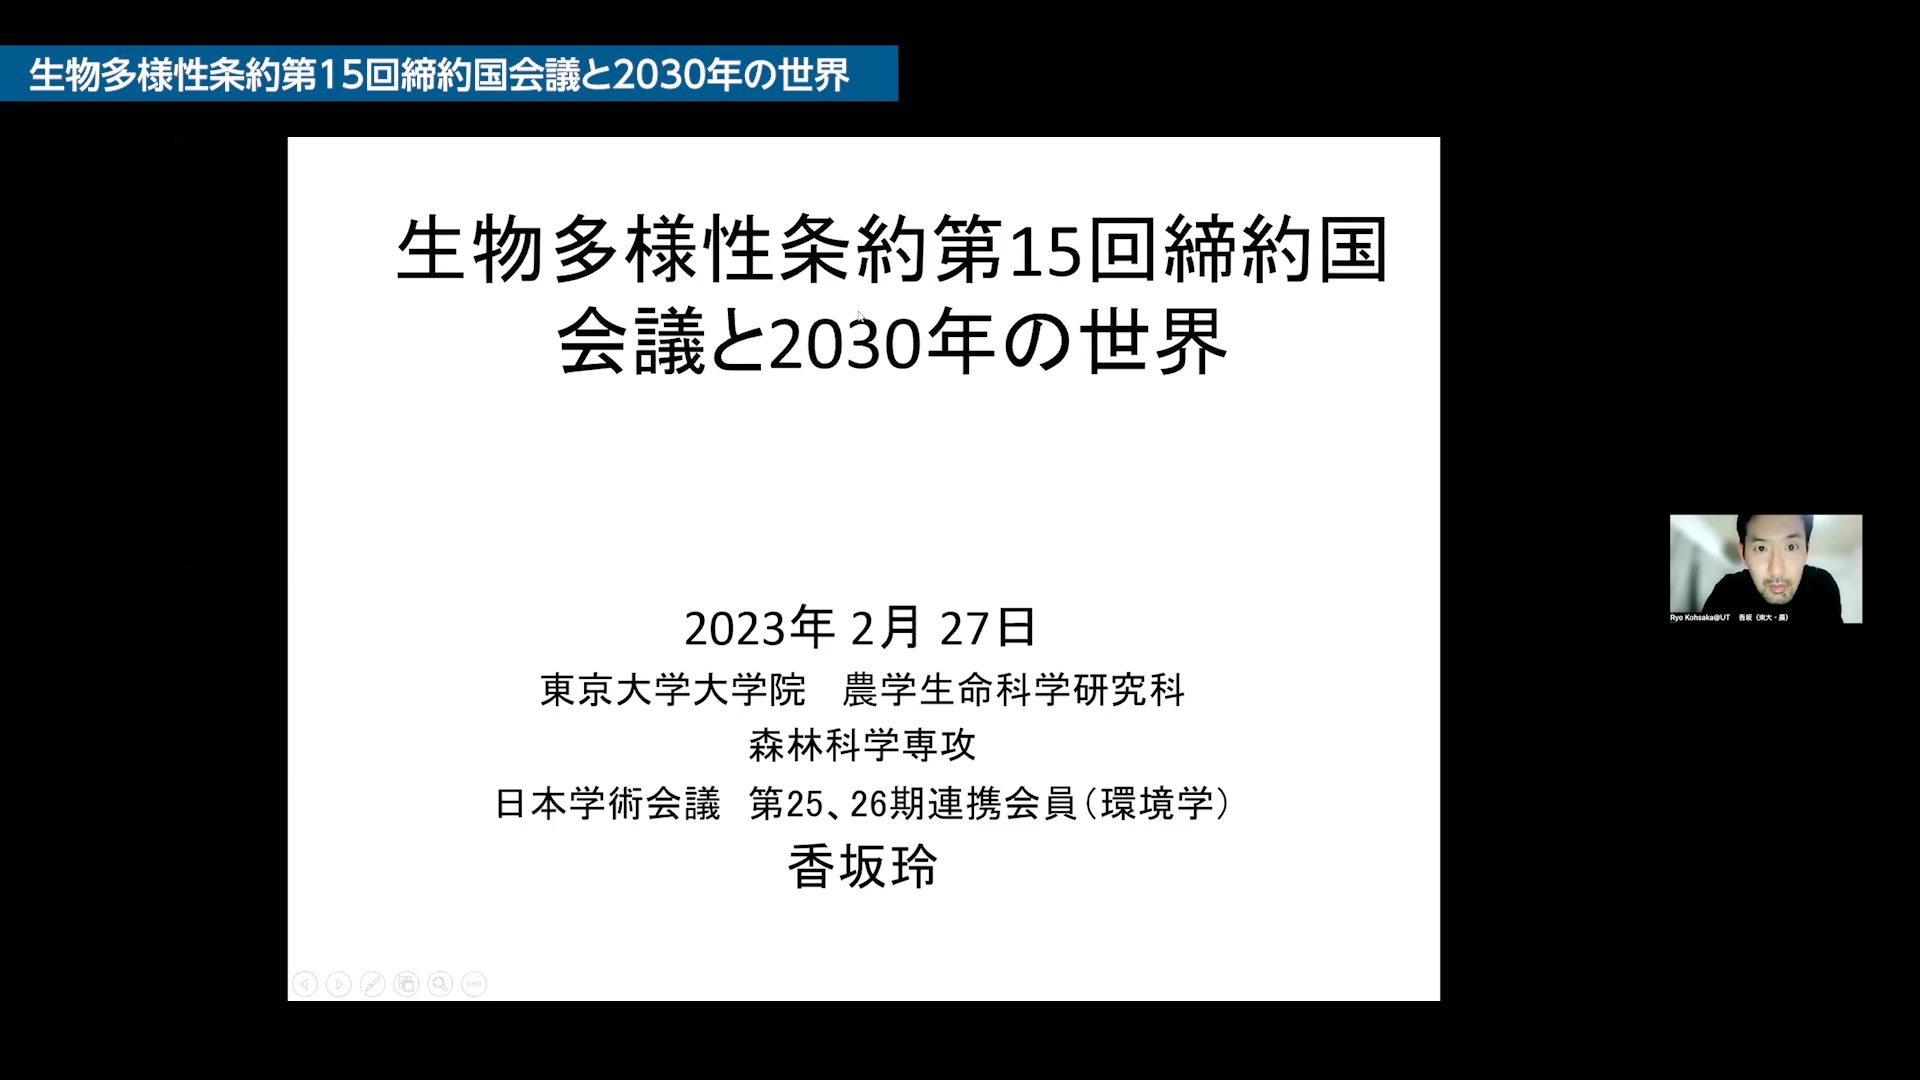 生物多様性条約第15回締約国会議と2030年の世界
生物多様性条約第15回締約国
会議と2030年の世界
2023年 2月 27日
東京大学大学院　農学生命科学研究科
森林科学専攻
日本学術会議　第25、26期連携会員（環境学）
香坂玲
Ryo Kohsaka@UT　香坂（東大・農）